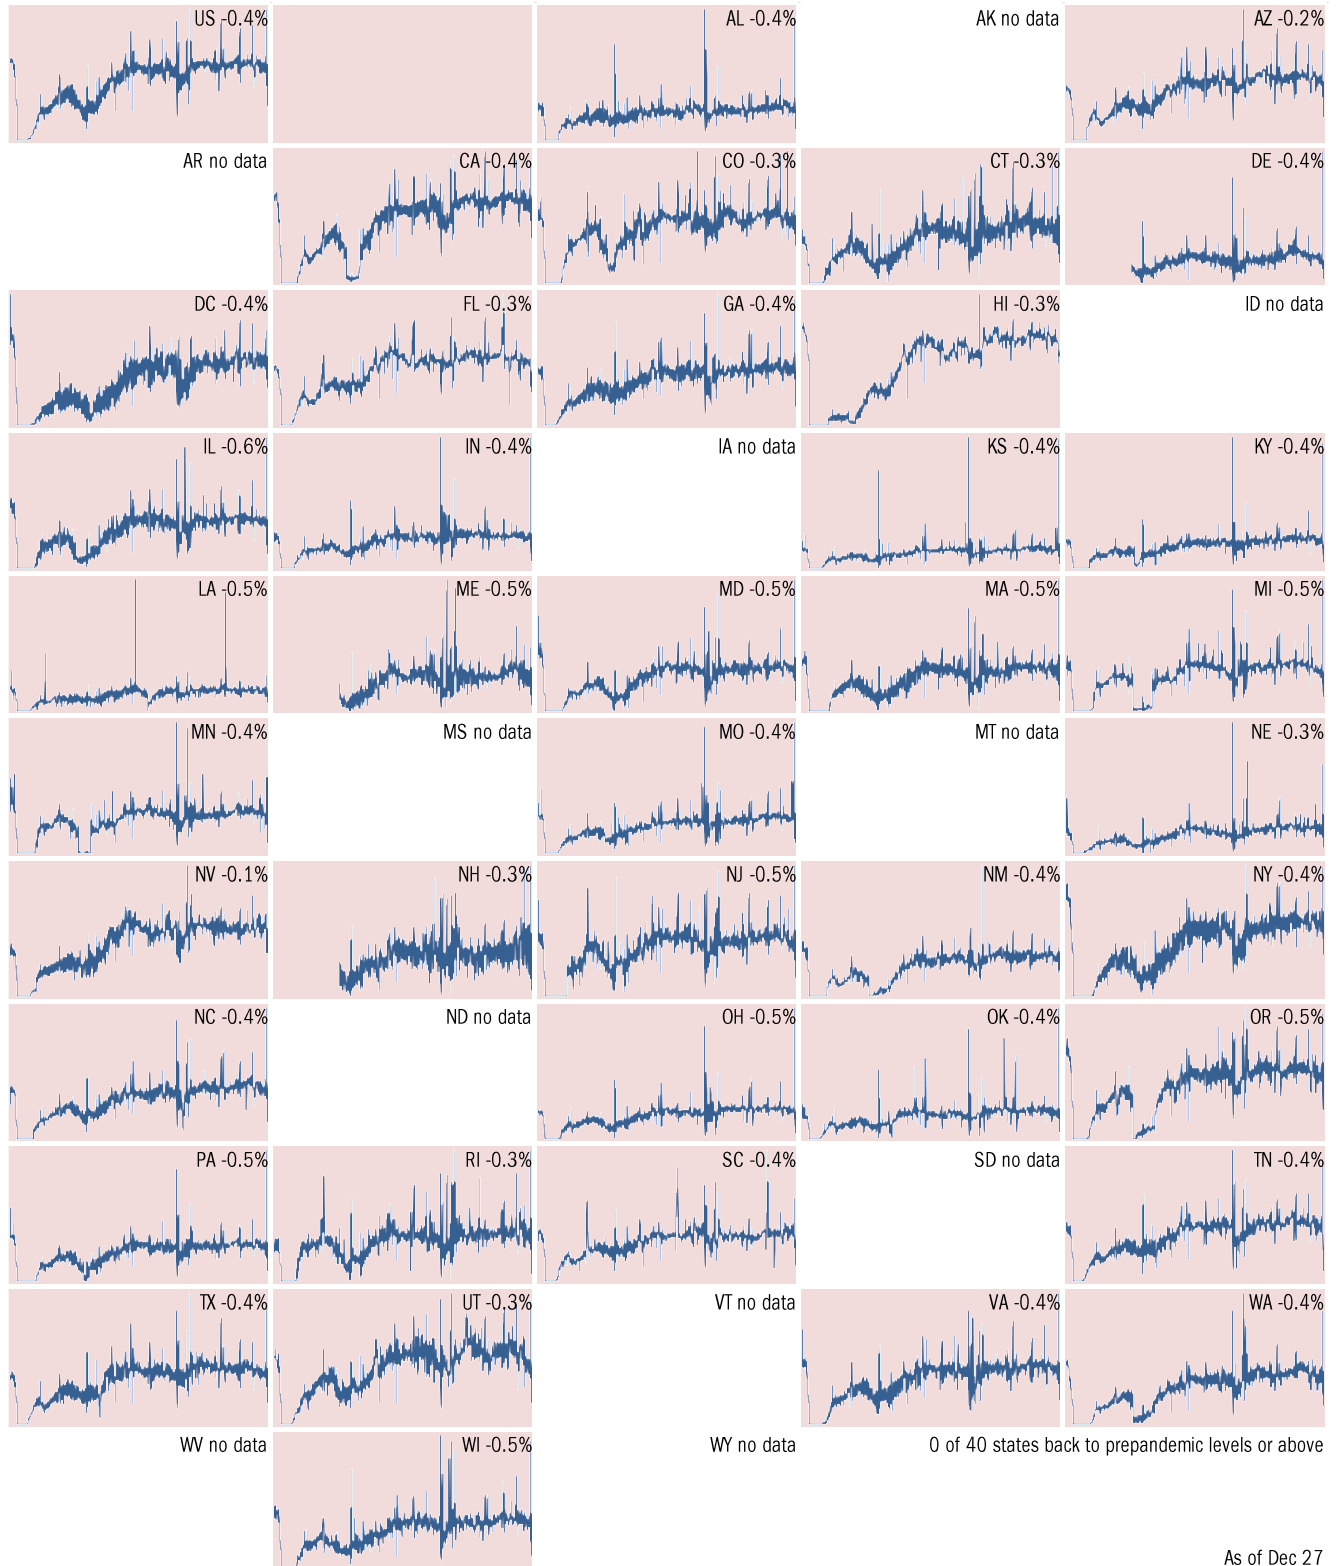 US -0.4%
AL -0.4%
AK no data
AZ -0.2%
AR no data
CA -0.4%
CO -0.3%
CT -0.3%
DE -0.4%
DC -0.4%
FL -0.3%
GA -0.4%
HI -0.3%
ID no data
IL -0.6%
IN -0.4%
IA no data
KS -0.4%
KY -0.4%
LA -0.5%
ME -0.5%
MD -0.5%
MA -0.5%
MI -0.5%
MN -0.4%
MS no data
MO -0.4%
MT no data
NE -0.3%
NV -0.1%
NH -0.3%
NJ -0.5%
NM -0.4%
NY -0.4%
NC -0.4%
ND no data
OH -0.5%
OK -0.4%
OR -0.5%
PA -0.5%
RI -0.3%
SC -0.4%
SD no data
TN -0.4%
TX -0.4%
UT -0.3%
VT no data
VA -0.4%
WA -0.4%
WV no data
WI -0.5%
WY no data
0 of 40 states back to prepandemic levels or above
As of Dec 27